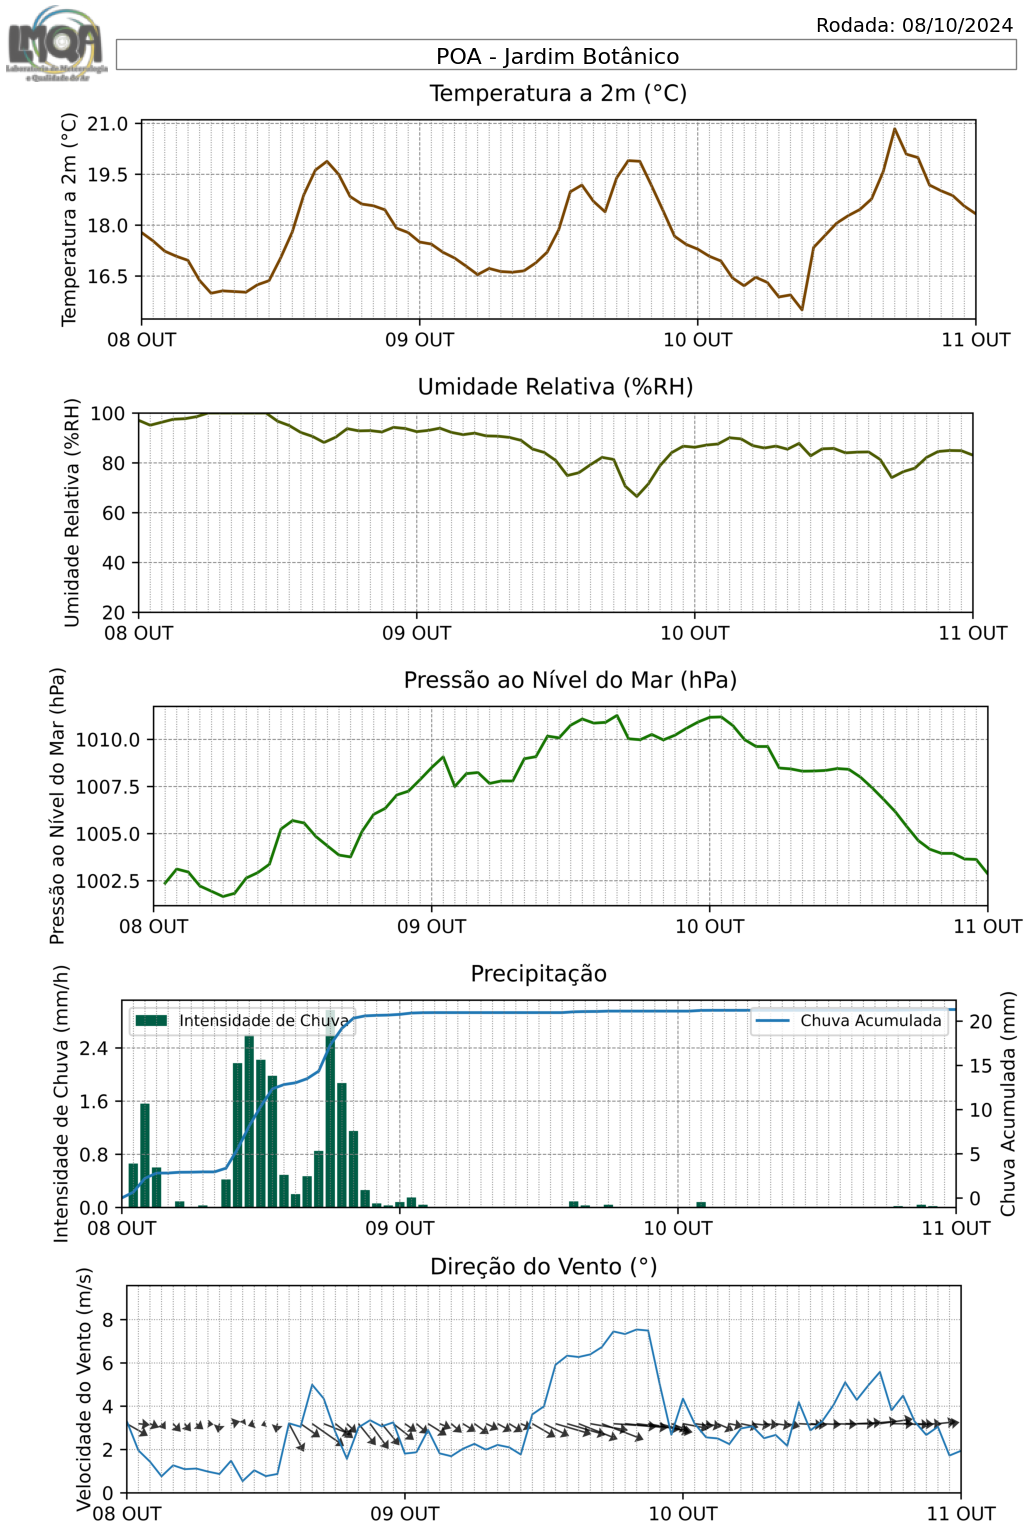 LMQA
Laboratório de Meteorologia
e Qualidade do Ar
Rodada: 08/10/2024
POA - Jardim Botânico
Temperatura a 2m (°C)
Temperatura a 2m (°C)
21.0
19.5
18.0
16.5
08 OUT 09 OUT 10 OUT 11 OUT
Umidade Relativa (%RH)
Umidade Relativa (%RH)
100
80
60
40
20
08 OUT 09 OUT 10 OUT 11 OUT
Pressão ao Nível do Mar (hPa)
Pressão ao Nível do Mar (hPa)
1010.0
1007.5
1005.0
1002.5
08 OUT 09 OUT 10 OUT 11 OUT
Precipitação
Intensidade de Chuva (mm/h)
Intensidade de Chuva
Chuva Acumulada
2.4
1.6
0.8
0.0
20
15
10
5
0
Chuva Acumulada (mm)
08 OUT 09 OUT 10 OUT 11 OUT
Direção do Vento (°)
Velocidade do Vento (m/s)
8
6
4
2
0
08 OUT 09 OUT 10 OUT 11 OUT